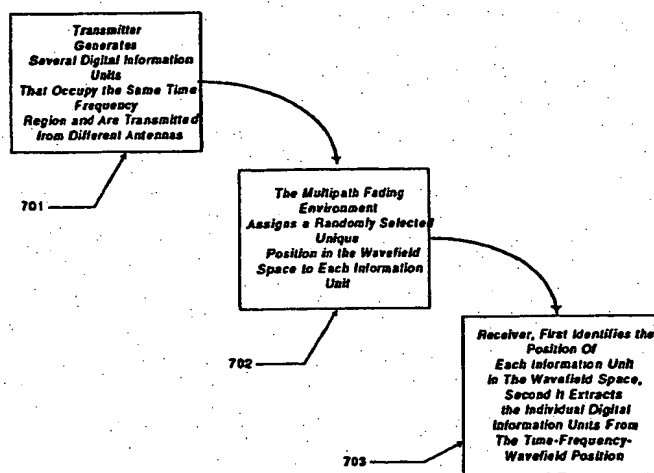 Transmitter
Generates
Several Digital Information
Units
That Occupy the Same Time
Frequency
Region and Are Transmitted
from Different Antennas
701
The Multipath Fading
Environment
Assigns a Randomly Selected
Unique
Position in the Wavefield
Space to Each Information
Unit
702
Receiver, First Identifies the
Position Of
Each Information Unit
in The Wavefield Space,
Second it Extracts
the Individual Digital
Information Units From
The Time-Frequency-
Wavefield Position
703